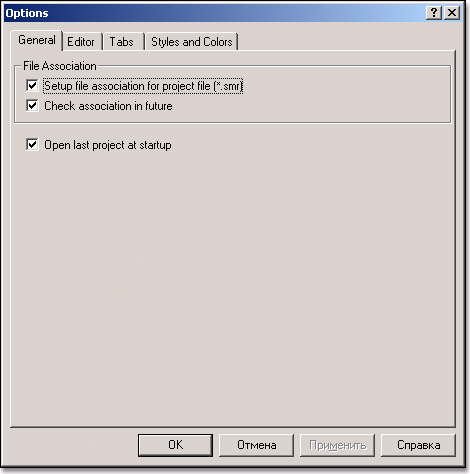 Options
General Editor Tabs Styles and Colors
File Association
Setup file association for project file (*.smr)
Check association in future
Open last project at startup
OK Отмена Применить Справка